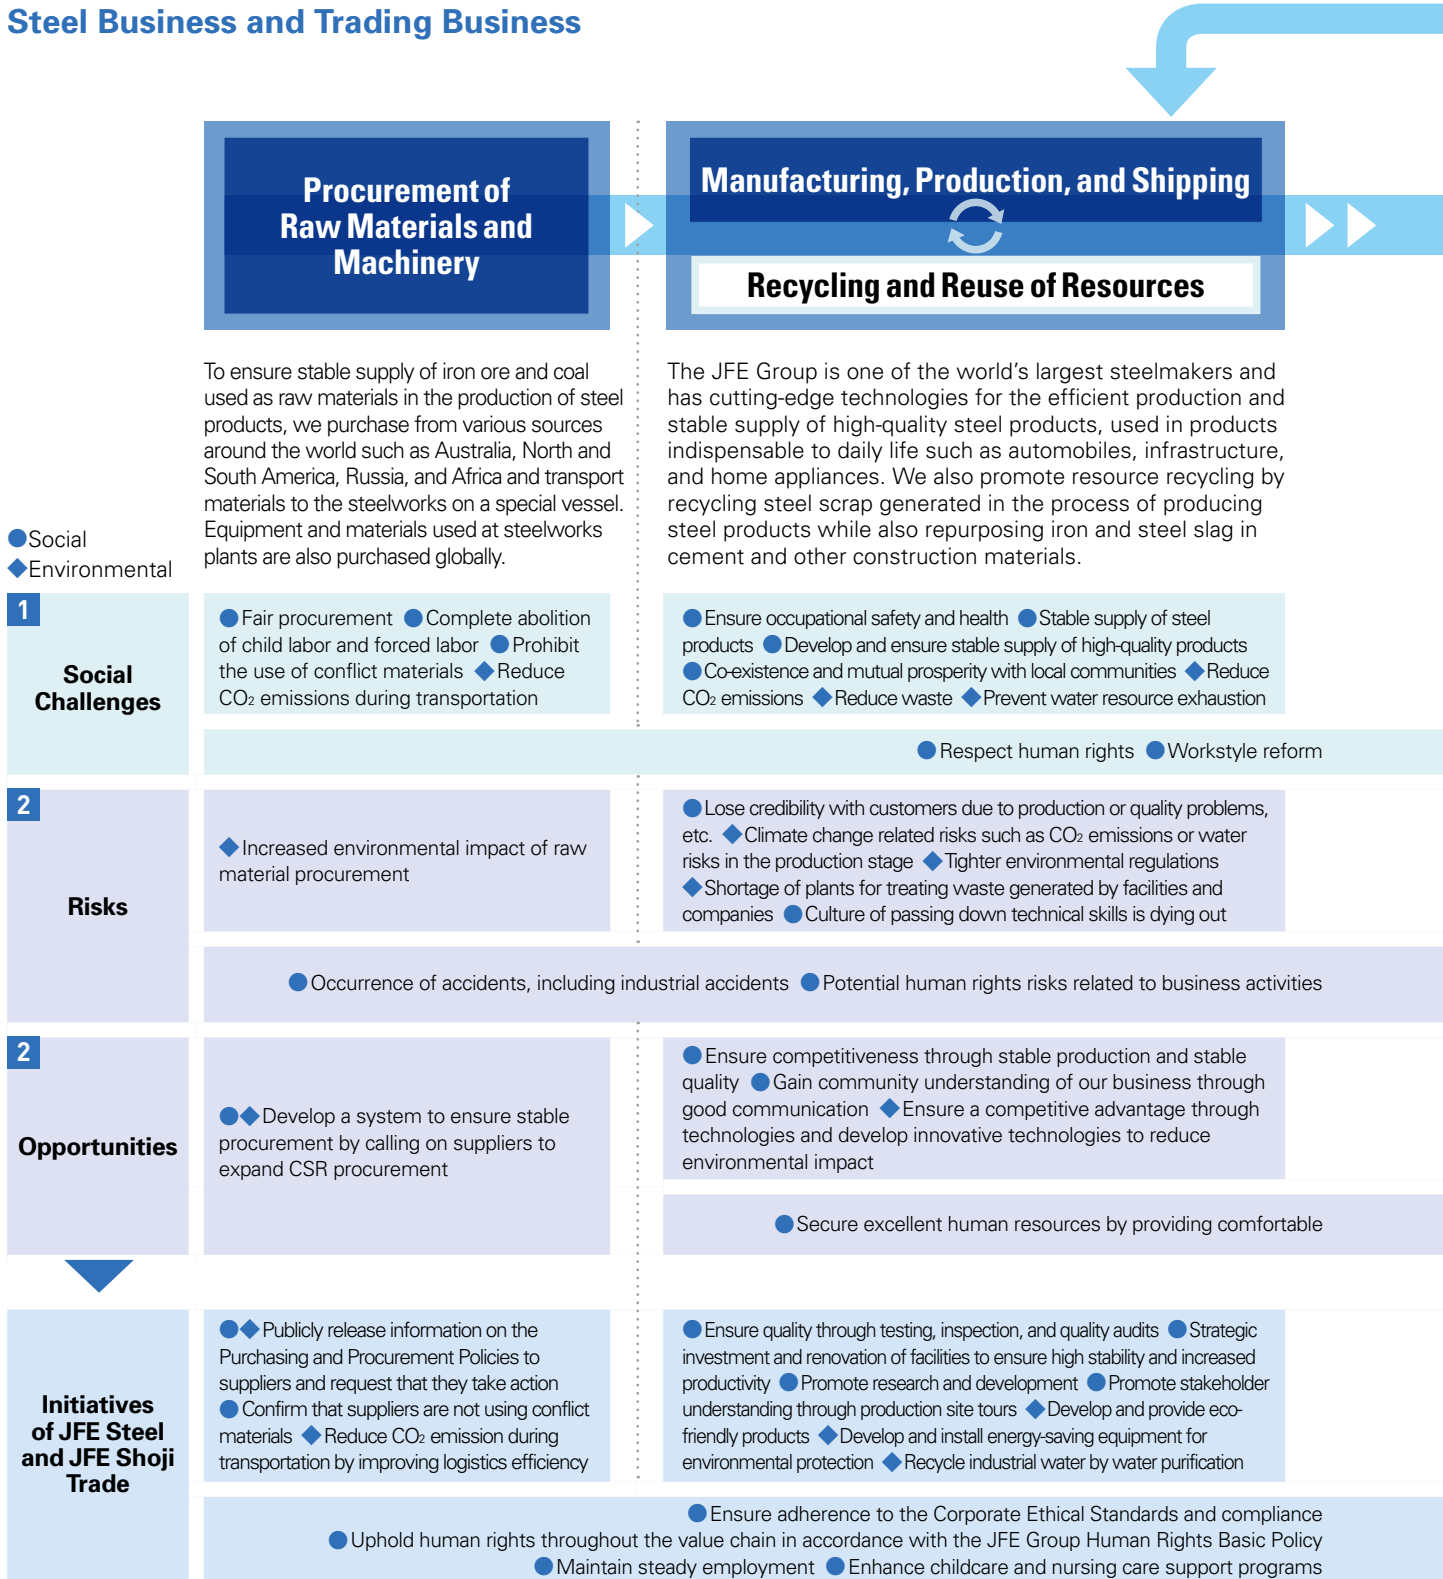 Steel Business and Trading Business
Procurement of
Raw Materials and
Machinery
Manufacturing, Production, and Shipping
Recycling and Reuse of Resources
To ensure stable supply of iron ore and coal
used as raw materials in the production of steel
products, we purchase from various sources
around the world such as Australia, North and
South America, Russia, and Africa and transport
materials to the steelworks on a special vessel.
Equipment and materials used at steelworks
plants are also purchased globally.
The JFE Group is one of the world's largest steelmakers and
has cutting-edge technologies for the efficient production and
stable supply of high-quality steel products, used in products
indispensable to daily life such as automobiles, infrastructure,
and home appliances. We also promote resource recycling by
recycling steel scrap generated in the process of producing
steel products while also repurposing iron and steel slag in
cement and other construction materials.
●Social
◆Environmental
1
Social
Challenges
●Fair procurement ●Complete abolition
of child labor and forced labor ●Prohibit
the use of conflict materials ◆Reduce
CO2 emissions during transportation
●Ensure occupational safety and health ●Stable supply of steel
products ●Develop and ensure stable supply of high-quality products
●Co-existence and mutual prosperity with local communities ◆Reduce
CO2 emissions ◆Reduce waste ◆Prevent water resource exhaustion
●Respect human rights ●Workstyle reform
2
Risks
◆Increased environmental impact of raw
material procurement
●Lose credibility with customers due to production or quality problems,
etc. ◆Climate change related risks such as CO2 emissions or water
risks in the production stage ◆Tighter environmental regulations
◆Shortage of plants for treating waste generated by facilities and
companies ●Culture of passing down technical skills is dying out
●Occurrence of accidents, including industrial accidents ●Potential human rights risks related to business activities
2
Opportunities
●◆Develop a system to ensure stable
procurement by calling on suppliers to
expand CSR procurement
●Ensure competitiveness through stable production and stable
quality ●Gain community understanding of our business through
good communication ◆Ensure a competitive advantage through
technologies and develop innovative technologies to reduce
environmental impact
●Secure excellent human resources by providing comfortable
Initiatives
of JFE Steel
and JFE Shoji
Trade
●◆Publicly release information on the
Purchasing and Procurement Policies to
suppliers and request that they take action
●Confirm that suppliers are not using conflict
materials ◆Reduce CO2 emission during
transportation by improving logistics efficiency
●Ensure quality through testing, inspection, and quality audits ●Strategic
investment and renovation of facilities to ensure high stability and increased
productivity ●Promote research and development ●Promote stakeholder
understanding through production site tours ◆Develop and provide eco-
friendly products ◆Develop and install energy-saving equipment for
environmental protection ◆Recycle industrial water by water purification
●Ensure adherence to the Corporate Ethical Standards and compliance
●Uphold human rights throughout the value chain in accordance with the JFE Group Human Rights Basic Policy
●Maintain steady employment ●Enhance childcare and nursing care support programs